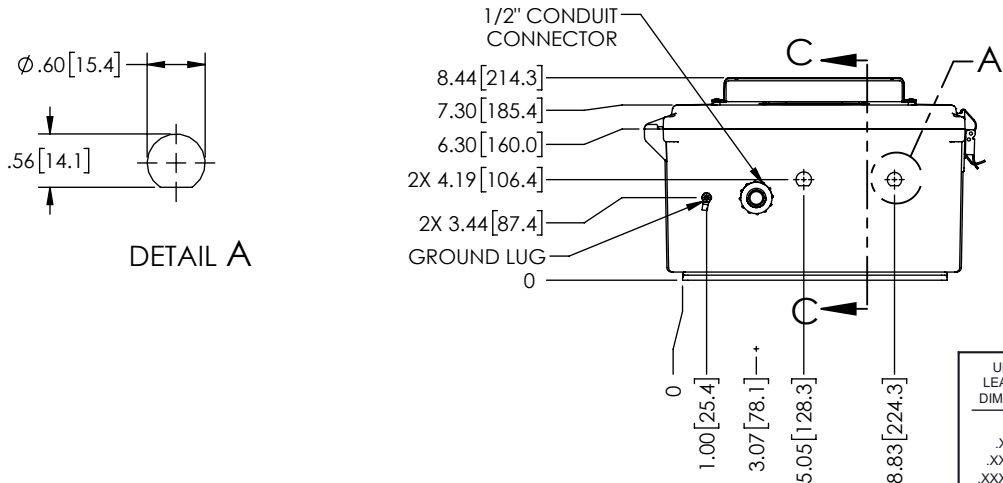 1/2" CONDUIT
CONNECTOR
⌀.60[15.4]
.56[14.1]
DETAIL A
8.44[214.3]
7.30[185.4]
6.30[160.0]
2X 4.19[106.4]
2X 3.44[87.4]
GROUND LUG
0
C
A
C
0
1.00[25.4]
3.07[78.1]
5.05[128.3]
8.83[224.3]
.X
.XX
.XXX